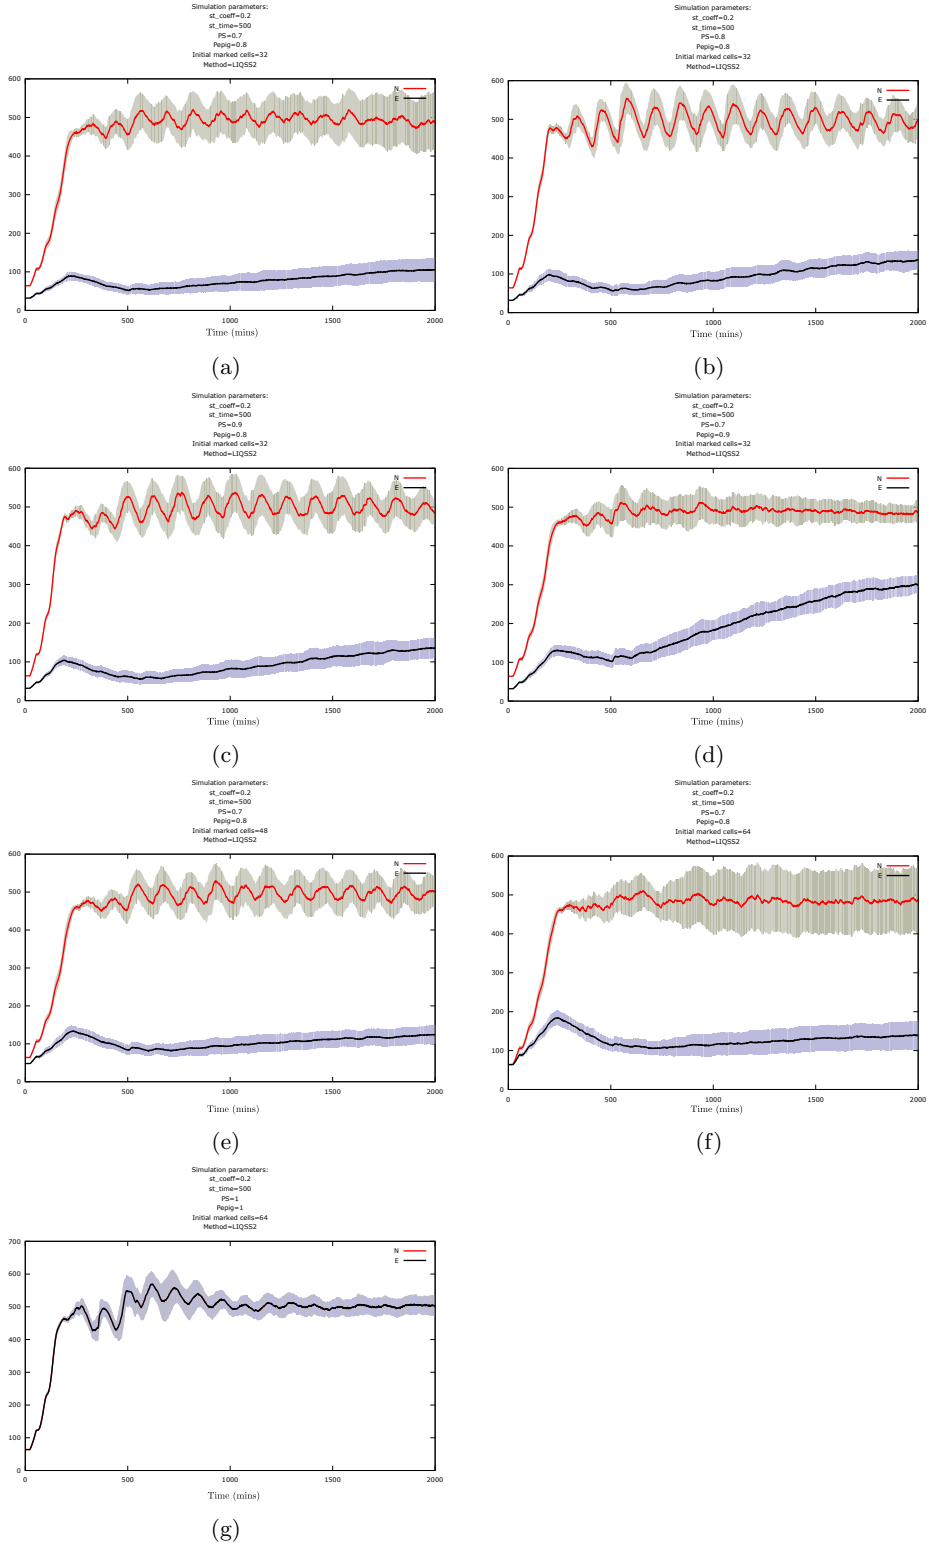 Simulation parameters:
st_coeff=0.2
st_time=500
PS=0.7
Pepig=0.8
Initial marked cells=32
Method=LIQSS2
600
500
400
300
200
100
0
N
E
0 500 1000 1500 2000
Time (mins)
(a)
Simulation parameters:
st_coeff=0.2
st_time=500
PS=0.8
Pepig=0.8
Initial marked cells=32
Method=LIQSS2
600
500
400
300
200
100
0
N
E
0 500 1000 1500 2000
Time (mins)
(b)
Simulation parameters:
st_coeff=0.2
st_time=500
PS=0.9
Pepig=0.8
Initial marked cells=32
Method=LIQSS2
600
500
400
300
200
100
0
N
E
0 500 1000 1500 2000
Time (mins)
(c)
Simulation parameters:
st_coeff=0.2
st_time=500
PS=0.7
Pepig=0.9
Initial marked cells=32
Method=LIQSS2
600
500
400
300
200
100
0
N
E
0 500 1000 1500 2000
Time (mins)
(d)
Simulation parameters:
st_coeff=0.2
st_time=500
PS=0.7
Pepig=0.8
Initial marked cells=48
Method=LIQSS2
600
500
400
300
200
100
0
N
E
0 500 1000 1500 2000
Time (mins)
(e)
Simulation parameters:
st_coeff=0.2
st_time=500
PS=0.7
Pepig=0.8
Initial marked cells=64
Method=LIQSS2
600
500
400
300
200
100
0
N
E
0 500 1000 1500 2000
Time (mins)
(f)
Simulation parameters:
st_coeff=0.2
st_time=500
PS=1
Pepig=1
Initial marked cells=64
Method=LIQSS2
700
600
500
400
300
200
100
0
N
E
0 500 1000 1500 2000
Time (mins)
(g)